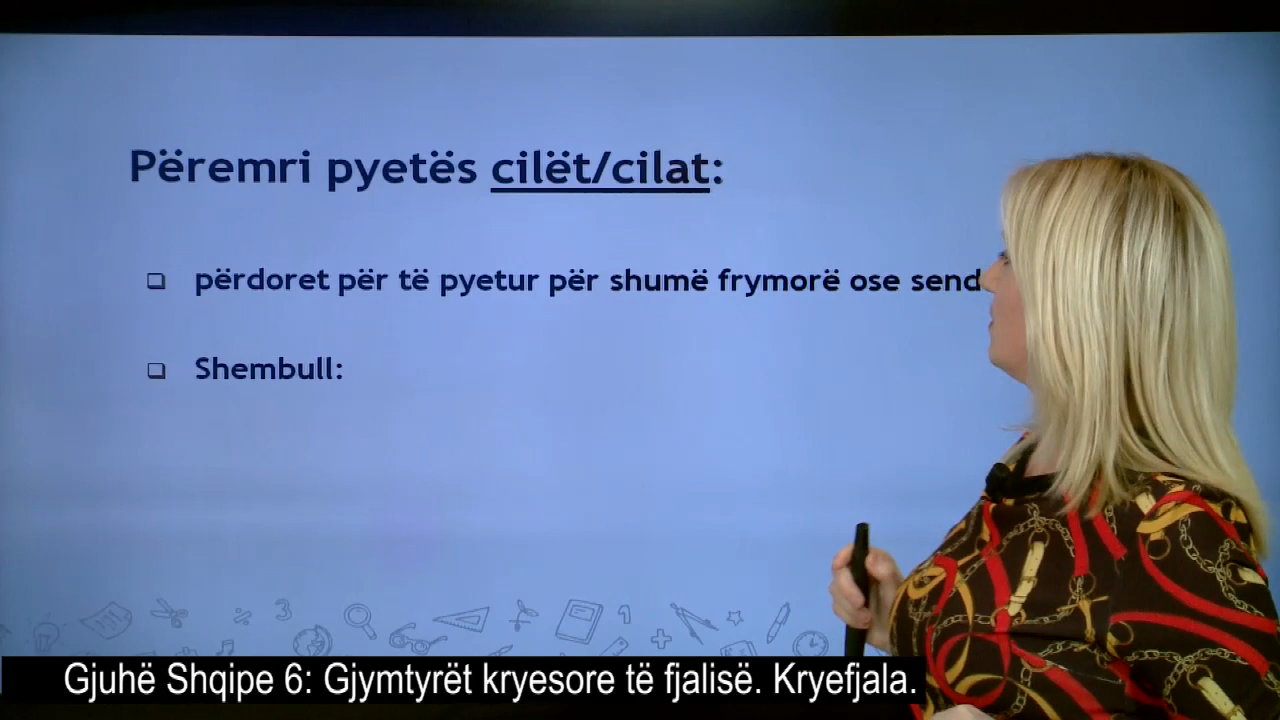 Përemri pyetës cilët/cilat:
❑ përdoret për të pyetur për shumë frymorë ose send
❑ Shembull:
Gjuhë Shqipe 6: Gjymtyrët kryesore të fjalisë. Kryefjala.